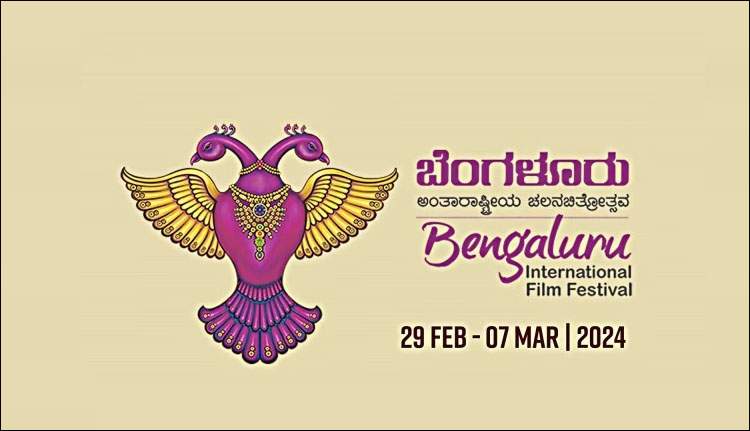 ಬೆಂಗಳೂರು
ಅಂತಾರಾಷ್ಟ್ರೀಯ ಚಲನಚಿತ್ರೋತ್ಸವ
Bengaluru
International
Film Festival
29 FEB - 07 MAR | 2024